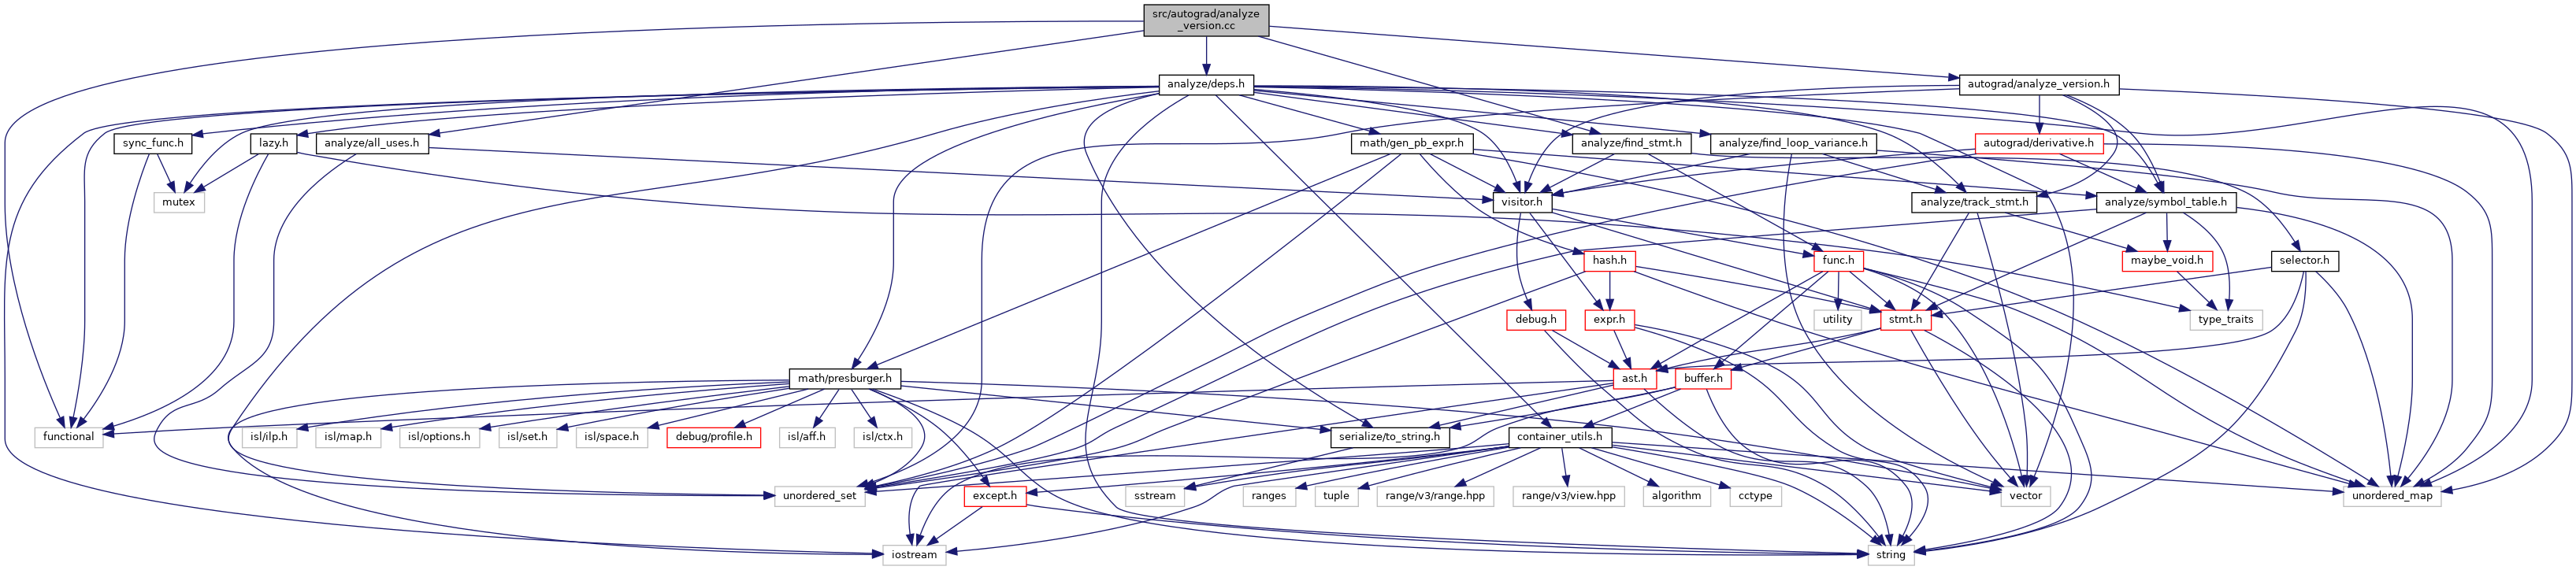 src/autograd/analyze
_version.cc
analyze/deps.h
autograd/analyze_version.h
sync_func.h
lazy.h
analyze/all_uses.h
math/gen_pb_expr.h
analyze/find_stmt.h
analyze/find_loop_variance.h
autograd/derivative.h
mutex
visitor.h
analyze/track_stmt.h
analyze/symbol_table.h
hash.h
func.h
maybe_void.h
selector.h
debug.h
expr.h
utility
stmt.h
type_traits
math/presburger.h
ast.h
buffer.h
functional
isl/ilp.h
isl/map.h
isl/options.h
isl/set.h
isl/space.h
debug/profile.h
isl/aff.h
isl/ctx.h
serialize/to_string.h
container_utils.h
unordered_set
except.h
sstream
ranges
tuple
range/v3/range.hpp
range/v3/view.hpp
algorithm
cctype
vector
unordered_map
iostream
string